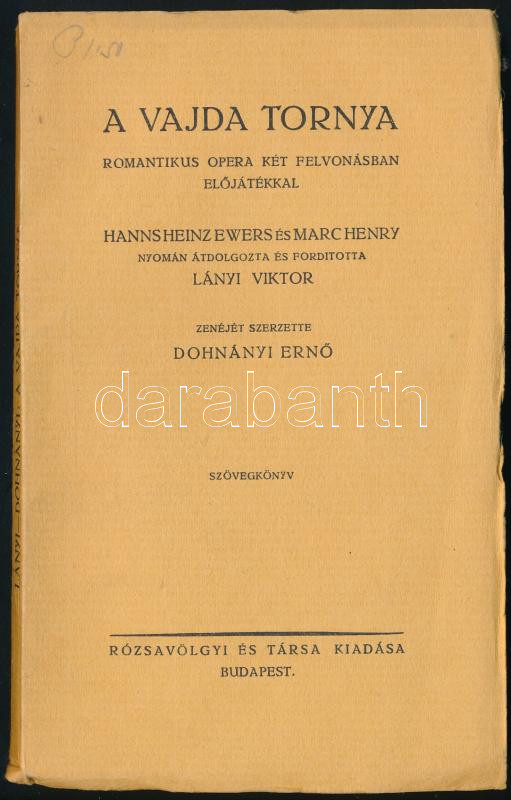 A VAJDA TORNYA
ROMANTIKUS OPERA KÉT FELVONÁSBAN
ELŐJÁTÉKKAL
HANNS HEINZ EWERS ÉS MARC HENRY
NYOMÁN ÁTDOLGOZTA ÉS FORDITOTTA
LÁNYI VIKTOR
ZENÉJÉT SZERZETTE
DOHNÁNYI ERNŐ
darabanth
SZÖVEGKÖNYV
RÓZSAVÖLGYI ÉS TÁRSA KIADÁSA
BUDAPEST.
LÁNYI—DOHNÁNYI: A VAJDA TORNYA